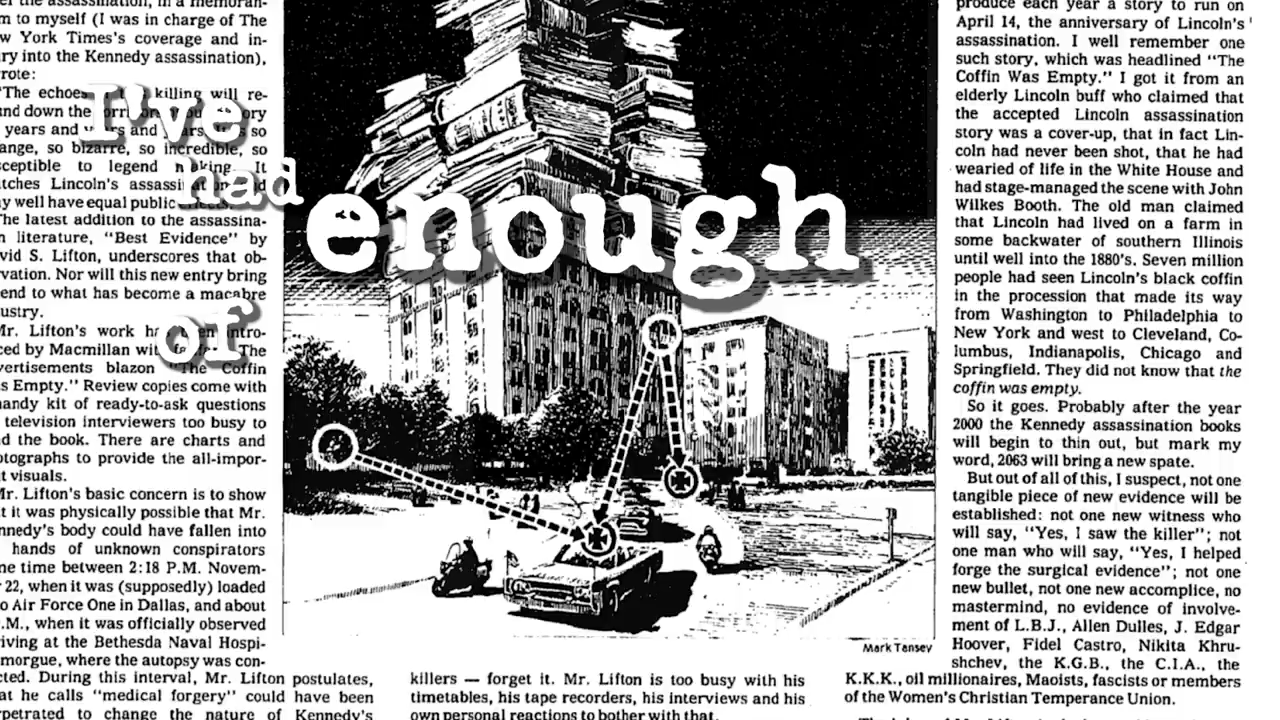 I've
had
enough
of
the assassination, in a memoran-
m to myself (I was in charge of The
York Times's coverage and in-
ry into the Kennedy assassination),
rote:
"The echoes killing will re-
nd down the
years and and so
ange, so bizarre, so incredible, so
sceptible to legend making. It
tches Lincoln's
y well have equal public
The latest addition to the assassina-
n literature, "Best Evidence" by
vid S. Lifton, underscores that ob-
rvation. Nor will this new entry bring
end to what has become a macabre
ustry.
Mr. Lifton's work has been intro-
ced by Macmillan The
vertisements blazon "The Coffin
s Empty." Review copies come with
handy kit of ready-to-ask questions
television interviewers too busy to
d the book. There are charts and
otographs to provide the all-impor-
t visuals.
Mr. Lifton's basic concern is to show
t it was physically possible that Mr.
nnedy's body could have fallen into
hands of unknown conspirators
me time between 2:18 P.M. Novem-
22, when it was (supposedly) loaded
o Air Force One in Dallas, and about
.M., when it was officially observed
iving at the Bethesda Naval Hospi-
morgue, where the autopsy was con-
cted. During this interval, Mr. Lifton postulates,
at he calls "medical forgery" could have been
rpetrated to change the nature of Kennedy's
Mark Tansey
killers — forget it. Mr. Lifton is too busy with his
timetables, his tape recorders, his interviews and his
own personal reactions to bother with that.
produce each year a story to run on
April 14, the anniversary of Lincoln's
assassination. I well remember one
such story, which was headlined "The
Coffin Was Empty." I got it from an
elderly Lincoln buff who claimed that
the accepted Lincoln assassination
story was a cover-up, that in fact Lin-
coln had never been shot, that he had
wearied of life in the White House and
had stage-managed the scene with John
Wilkes Booth. The old man claimed
that Lincoln had lived on a farm in
some backwater of southern Illinois
until well into the 1880's. Seven million
people had seen Lincoln's black coffin
in the procession that made its way
from Washington to Philadelphia to
New York and west to Cleveland, Co-
lumbus, Indianapolis, Chicago and
Springfield. They did not know that the
coffin was empty.
So it goes. Probably after the year
2000 the Kennedy assassination books
will begin to thin out, but mark my
word, 2063 will bring a new spate.
But out of all of this, I suspect, not one
tangible piece of new evidence will be
established: not one new witness who
will say, "Yes, I saw the killer"; not
one man who will say, "Yes, I helped
forge the surgical evidence"; not one
new bullet, not one new accomplice, no
mastermind, no evidence of involve-
ment of L.B.J., Allen Dulles, J. Edgar
Hoover, Fidel Castro, Nikita Khru-
shchev, the K.G.B., the C.I.A., the
K.K.K., oil millionaires, Maoists, fascists or members
of the Women's Christian Temperance Union.